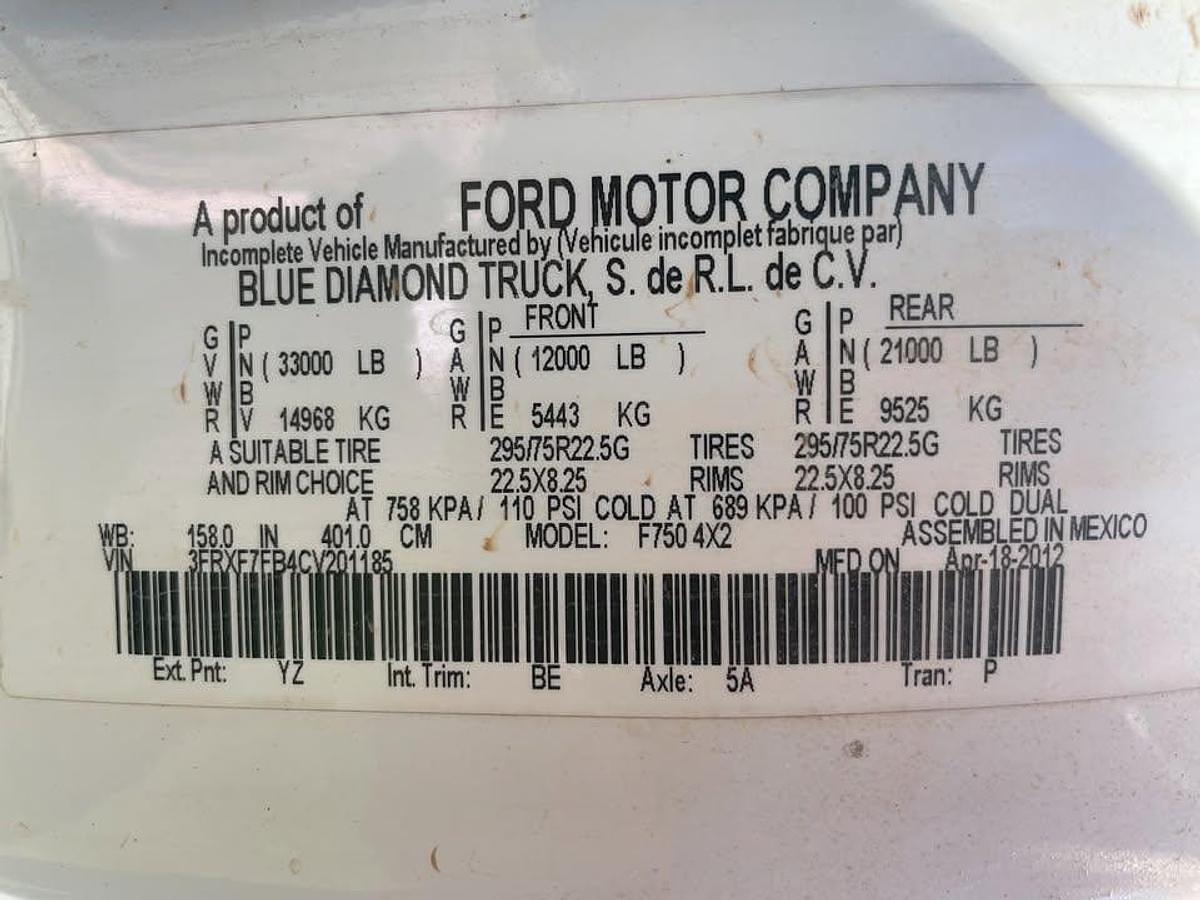 A product of FORD MOTOR COMPANY
Incomplete Vehicle Manufactured by (Vehicule incomplet fabrique par)
BLUE DIAMOND TRUCK, S. de R.L. de C.V.
G P G P FRONT G P REAR
V N ( 33000 LB ) A N ( 12000 LB ) A N ( 21000 LB )
W B W B W B
R V 14968 KG R E 5443 KG R E 9525 KG
A SUITABLE TIRE 295/75R22.5G TIRES 295/75R22.5G TIRES
AND RIM CHOICE 22.5X8.25 RIMS 22.5X8.25 RIMS
AT 758 KPA/ 110 PSI COLD AT 689 KPA/ 100 PSI COLD DUAL
WB: 158.0 IN 401.0 CM MODEL: F750 4X2 ASSEMBLED IN MEXICO
VIN 3FRXF7FB4CV201185 MFD ON Apr-18-2012
Ext. Pnt: YZ Int. Trim: BE Axle: 5A Tran: P